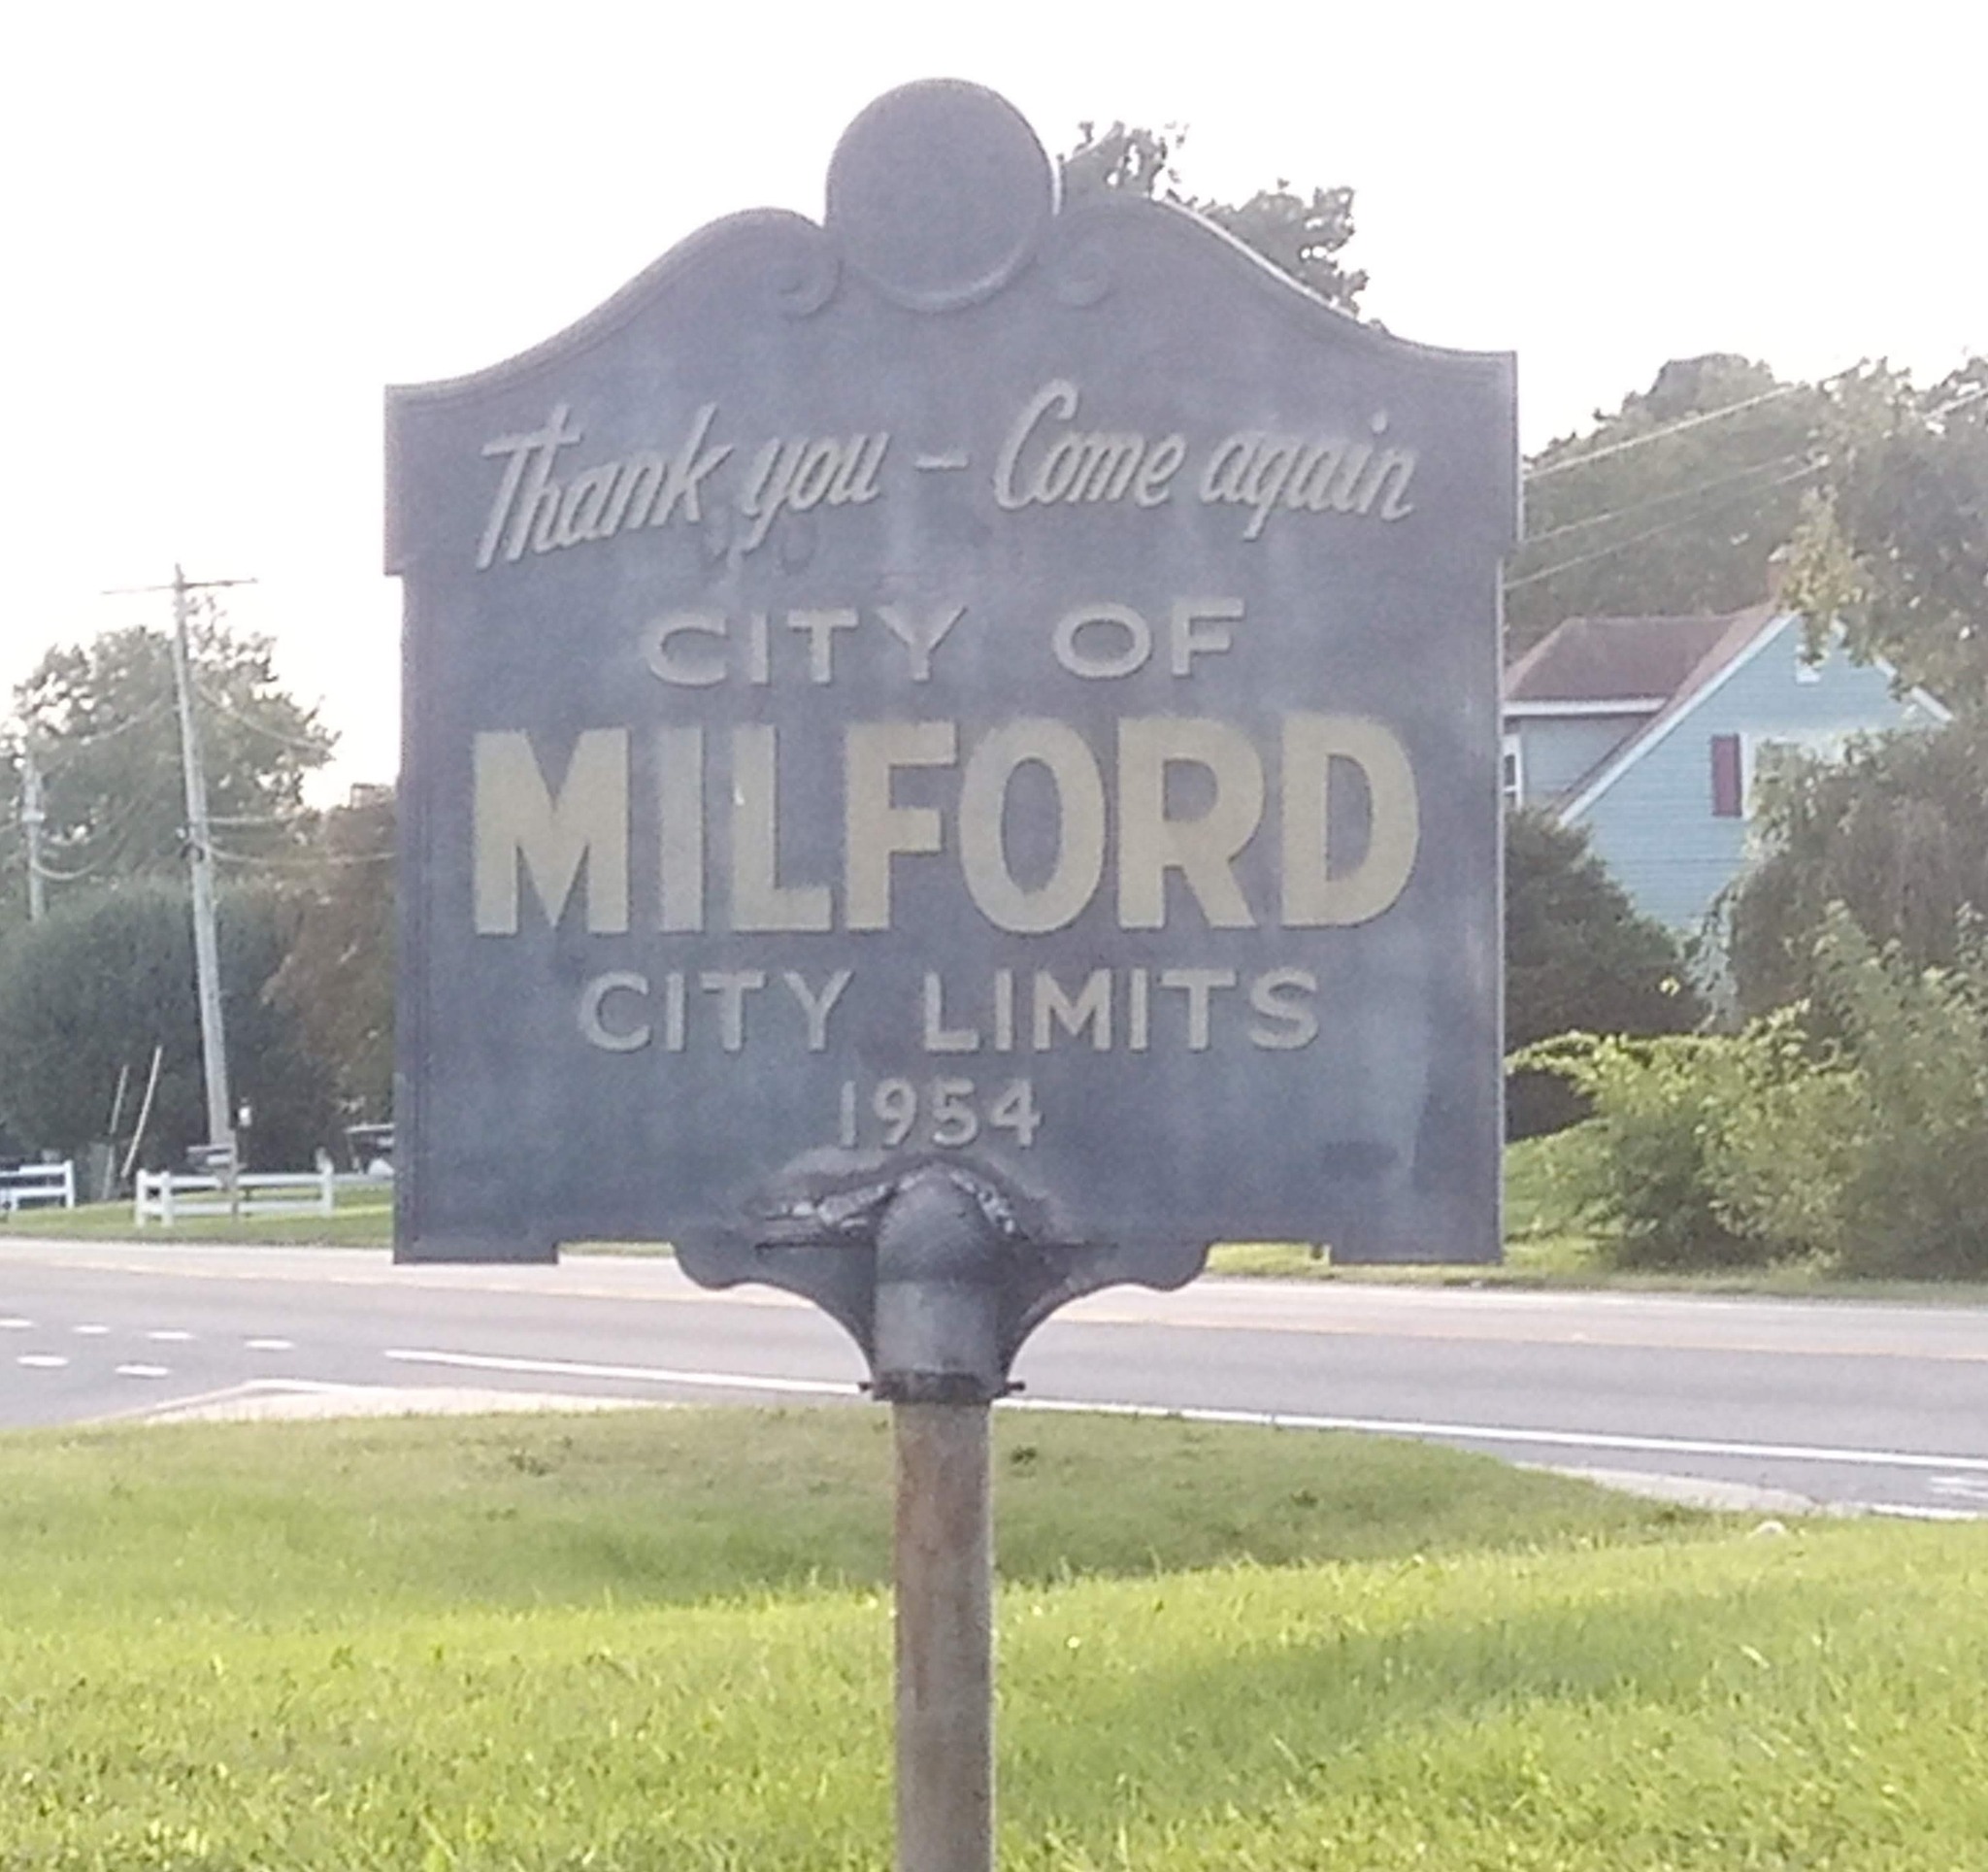 Thank you – Come again
CITY OF
MILFORD
CITY LIMITS
1954